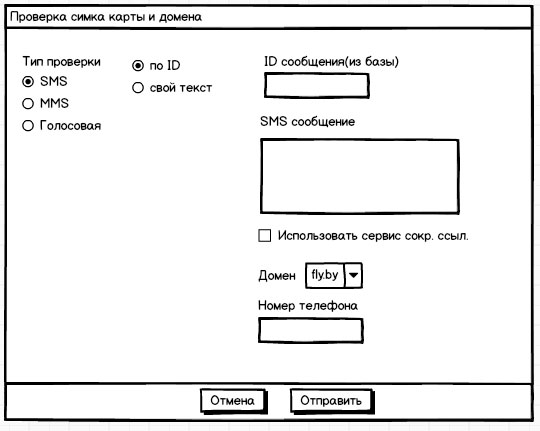 Проверка симка карты и домена
Тип проверки
SMS
MMS
Голосовая
по ID
свой текст
ID сообщения(из базы)
SMS сообщение
Использовать сервис сокр. ссыл.
Домен fly.by
Номер телефона
Отмена Отправить